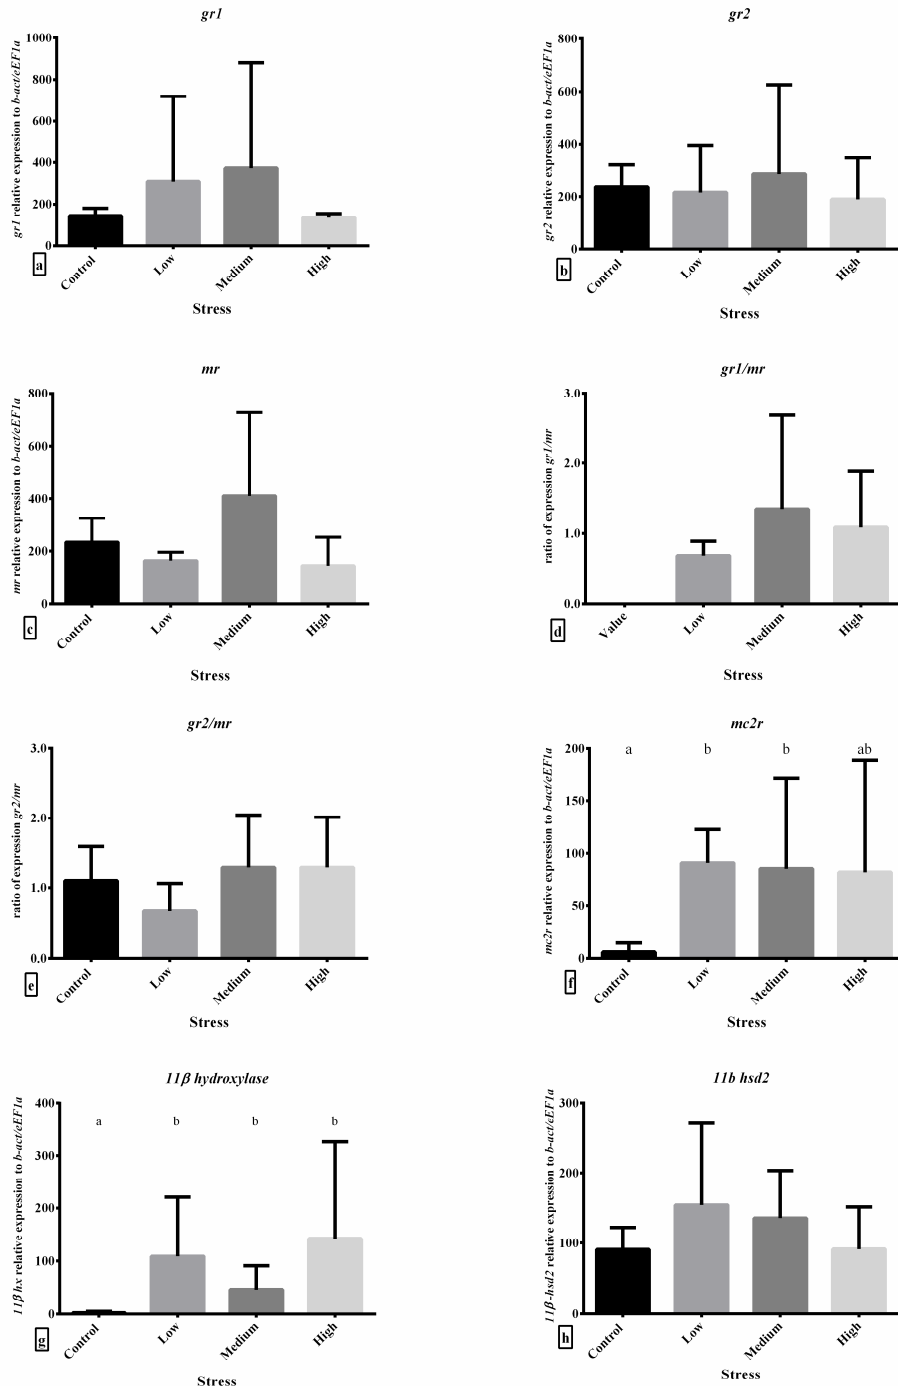 gr1
gr1 relative expression to b-act/eEF1a
1000
800
600
400
200
0
Control
Low
Medium
High
a
Stress
gr2
gr2 relative expression to b-act/eEF1a
800
600
400
200
0
Control
Low
Medium
High
b
Stress
mr
mr relative expression to b-act/eEF1a
800
600
400
200
0
Control
Low
Medium
High
c
Stress
gr1/mr
ratio of expression gr1/mr
3.0
2.0
1.0
0.0
Value
Low
Medium
High
d
Stress
gr2/mr
ratio of expression gr2/mr
3.0
2.0
1.0
0.0
Control
Low
Medium
High
e
Stress
mc2r
mc2r relative expression to b-act/eEF1a
200
150
100
50
0
a
b
b
ab
Control
Low
Medium
High
f
Stress
11β hydroxylase
11β hx relative expression to b-act/eEF1a
400
300
200
100
0
a
b
b
b
Control
Low
Medium
High
g
Stress
11b hsd2
11β-hsd2 relative expression to b-act/eEF1a
300
200
100
0
Control
Low
Medium
High
h
Stress